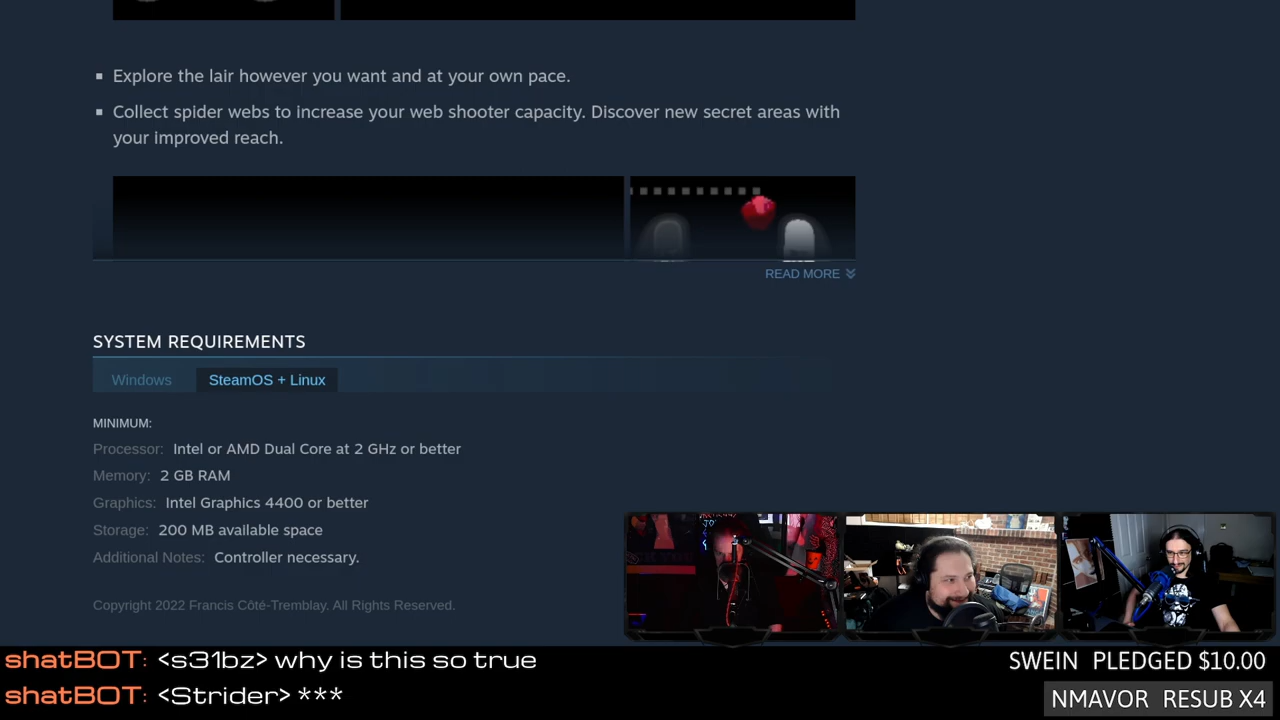 Explore the lair however you want and at your own pace.
Collect spider webs to increase your web shooter capacity. Discover new secret areas with
your improved reach.
READ MORE
SYSTEM REQUIREMENTS
Windows
SteamOS + Linux
MINIMUM:
Processor: Intel or AMD Dual Core at 2 GHz or better
Memory: 2 GB RAM
Graphics: Intel Graphics 4400 or better
Storage: 200 MB available space
Additional Notes: Controller necessary.
Copyright 2022 Francis Côté-Tremblay. All Rights Reserved.
shatBOT: <s31bz> why is this so true
shatBOT: <Strider> ***
SWEIN PLEDGED $10.00
NMAVOR RESUB X4